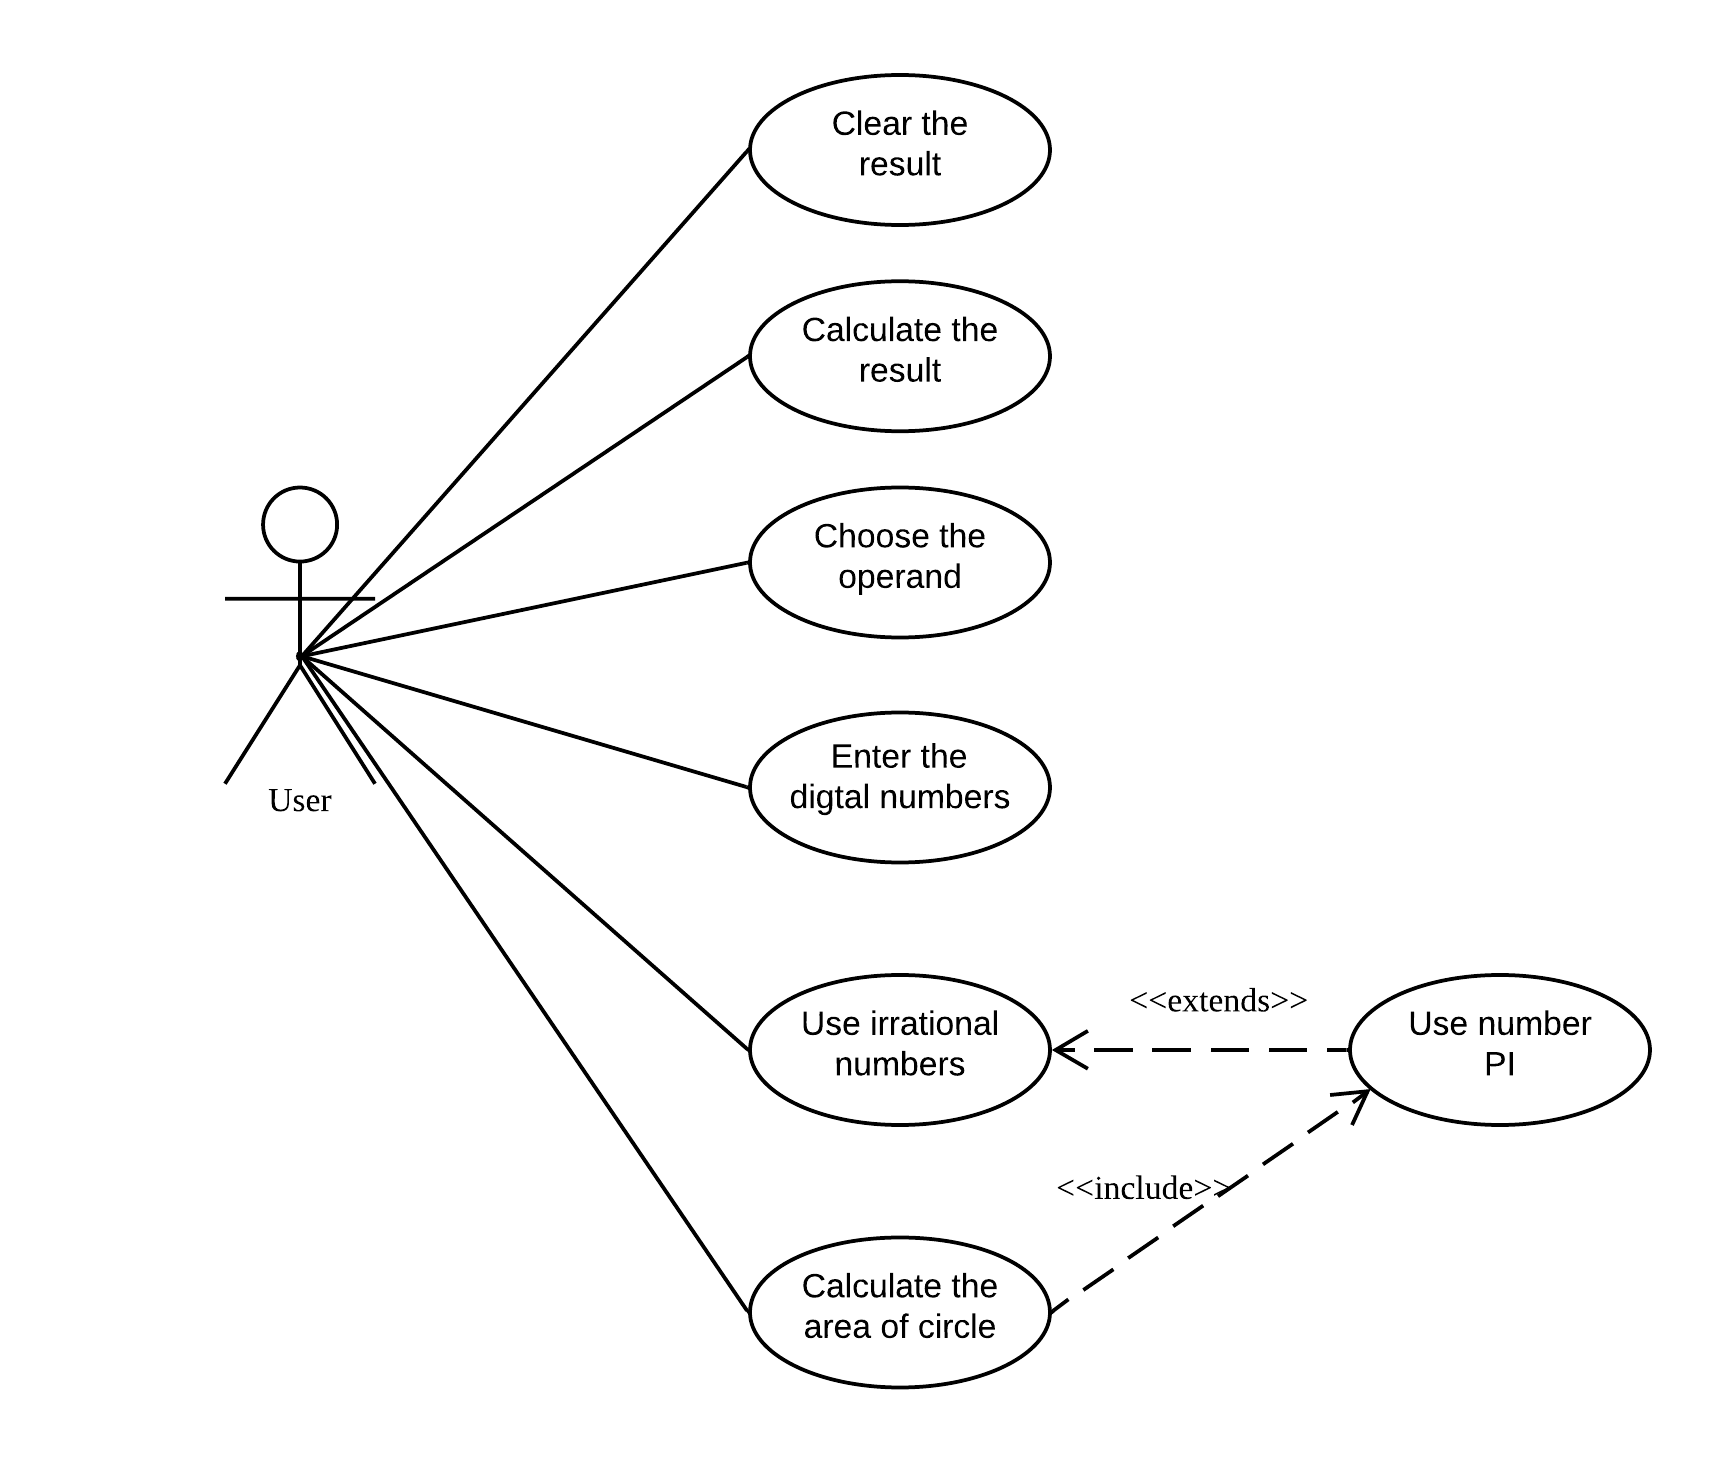 Clear the
result
Calculate the
result
Choose the
operand
User
Enter the
digtal numbers
Use irrational
numbers
<<extends>>
Use number
PI
<<include>>
Calculate the
area of circle